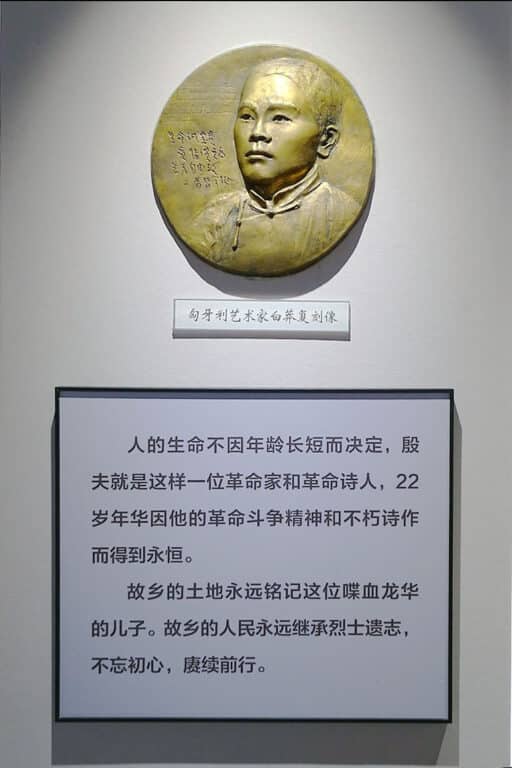 匈牙利艺术家白莽复刻像
人的生命不因年龄长短而决定，殷
夫就是这样一位革命家和革命诗人，22
岁年华因他的革命斗争精神和不朽诗作
而得到永恒。
故乡的土地永远铭记这位喋血龙华
的儿子。故乡的人民永远继承烈士遗志，
不忘初心，赓续前行。